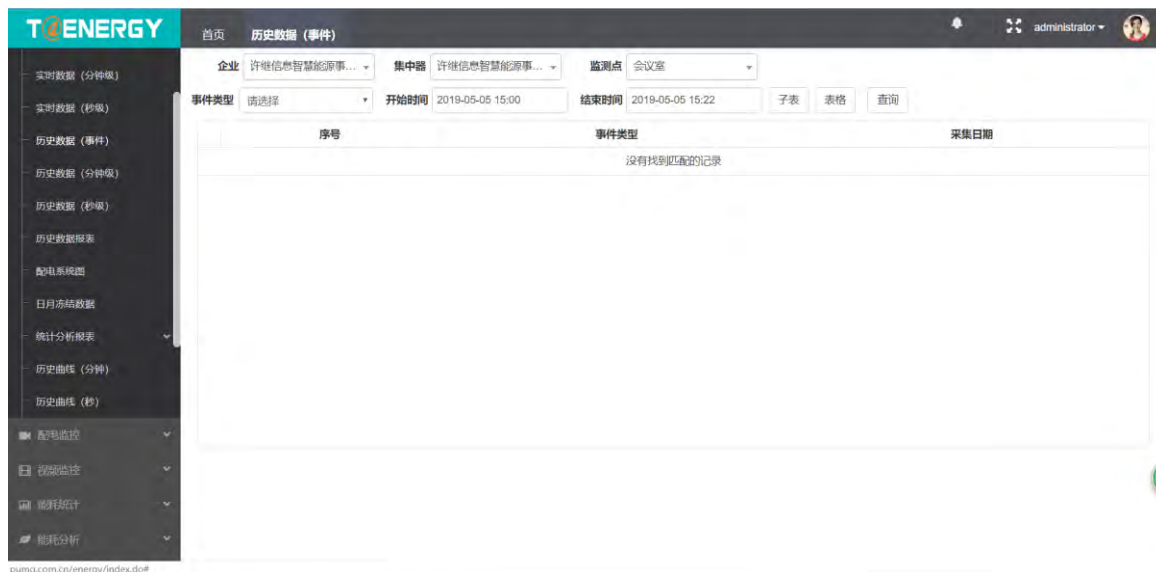 T@ENERGY
首页 历史数据（事件） administrator
企业 许继信息智慧能源事... 集中器 许继信息智慧能源事... 监测点 会议室
事件类型 请选择 开始时间 2019-05-05 15:00 结束时间 2019-05-05 15:22 子表 表格 查询
序号 事件类型 采集日期
没有找到匹配的记录
实时数据（分钟级）
实时数据（秒级）
历史数据（事件）
历史数据（分钟级）
历史数据（秒级）
历史数据报表
配电系统图
日月冻结数据
统计分析报表
历史曲线（分钟）
历史曲线（秒）
配电监控
视频监控
能耗统计
能耗分析
puma.com.cn/energy/index.do#